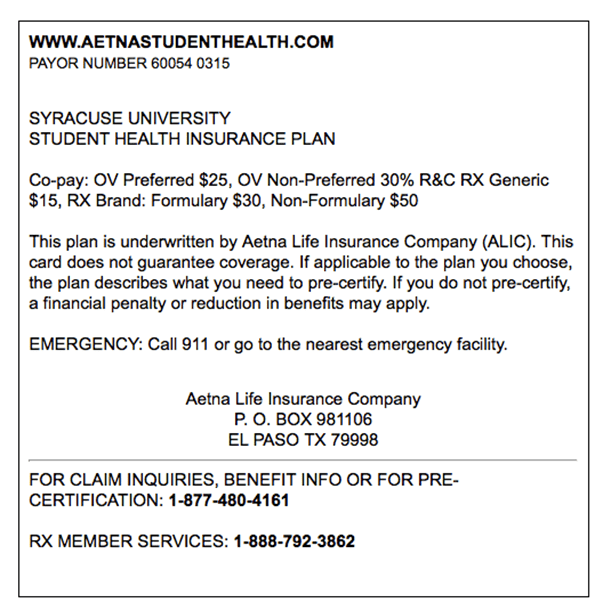 WWW.AETNASTUDENTHEALTH.COM
PAYOR NUMBER 60054 0315
SYRACUSE UNIVERSITY
STUDENT HEALTH INSURANCE PLAN
Co-pay: OV Preferred $25, OV Non-Preferred 30% R&C RX Generic
$15, RX Brand: Formulary $30, Non-Formulary $50
This plan is underwritten by Aetna Life Insurance Company (ALIC). This
card does not guarantee coverage. If applicable to the plan you choose,
the plan describes what you need to pre-certify. If you do not pre-certify,
a financial penalty or reduction in benefits may apply.
EMERGENCY: Call 911 or go to the nearest emergency facility.
Aetna Life Insurance Company
P. O. BOX 981106
EL PASO TX 79998
FOR CLAIM INQUIRIES, BENEFIT INFO OR FOR PRE-
CERTIFICATION: 1-877-480-4161
RX MEMBER SERVICES: 1-888-792-3862